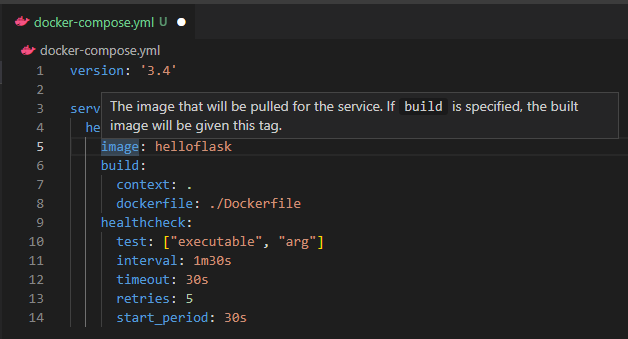 docker-compose.yml U
docker-compose.yml
1 version: '3.4'
2
3 serv
The image that will be pulled for the service. If build is specified, the built
image will be given this tag.
4 he
5 image: helloflask
6 build:
7 context: .
8 dockerfile: ./Dockerfile
9 healthcheck:
10 test: ["executable", "arg"]
11 interval: 1m30s
12 timeout: 30s
13 retries: 5
14 start_period: 30s